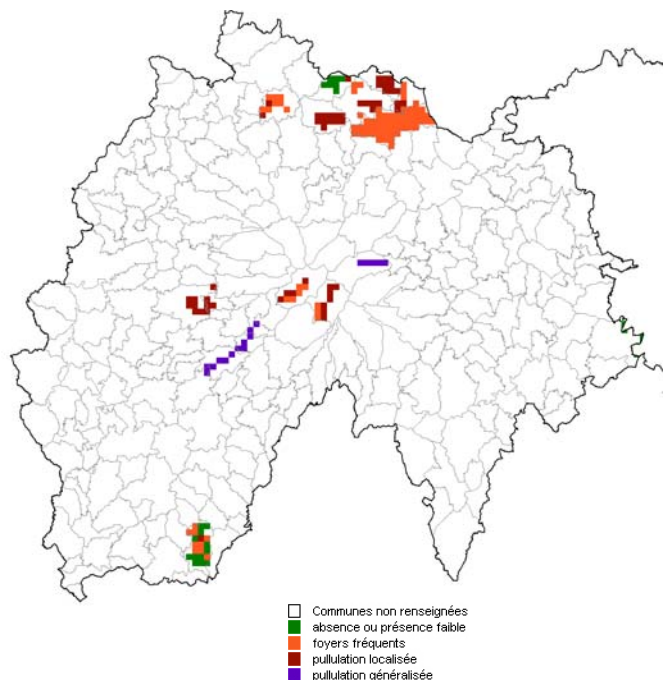 Communes non renseignées
absence ou présence faible
foyers fréquents
pullulation localisée
pullulation généralisée